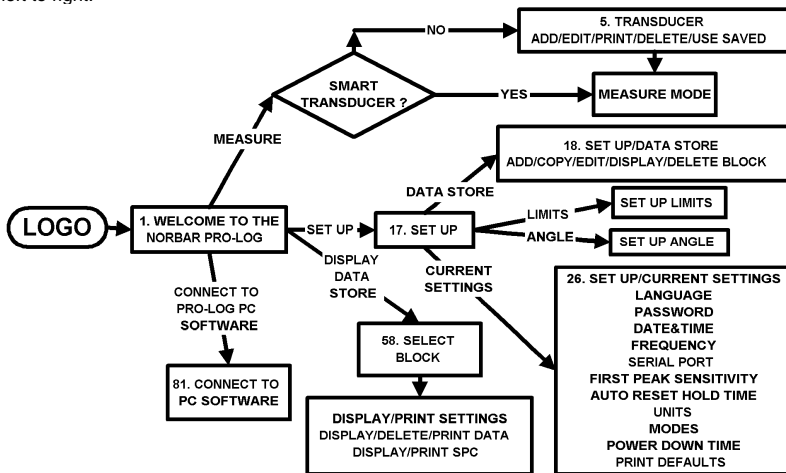 left to right.
NO
5. TRANSDUCER
ADD/EDIT/PRINT/DELETE/USE SAVED
SMART
TRANSDUCER ?
YES
MEASURE MODE
MEASURE
18. SET UP/DATA STORE
ADD/COPY/EDIT/DISPLAY/DELETE BLOCK
DATA STORE
LOGO
1. WELCOME TO THE
NORBAR PRO-LOG
SET UP
17. SET UP
LIMITS
SET UP LIMITS
ANGLE
SET UP ANGLE
DISPLAY
DATA
STORE
CURRENT
SETTINGS
CONNECT TO
PRO-LOG PC
SOFTWARE
58. SELECT
BLOCK
81. CONNECT TO
PC SOFTWARE
DISPLAY/PRINT SETTINGS
DISPLAY/DELETE/PRINT DATA
DISPLAY/PRINT SPC
26. SET UP/CURRENT SETTINGS
LANGUAGE
PASSWORD
DATE&TIME
FREQUENCY
SERIAL PORT
FIRST PEAK SENSITIVITY
AUTO RESET HOLD TIME
UNITS
MODES
POWER DOWN TIME
PRINT DEFAULTS